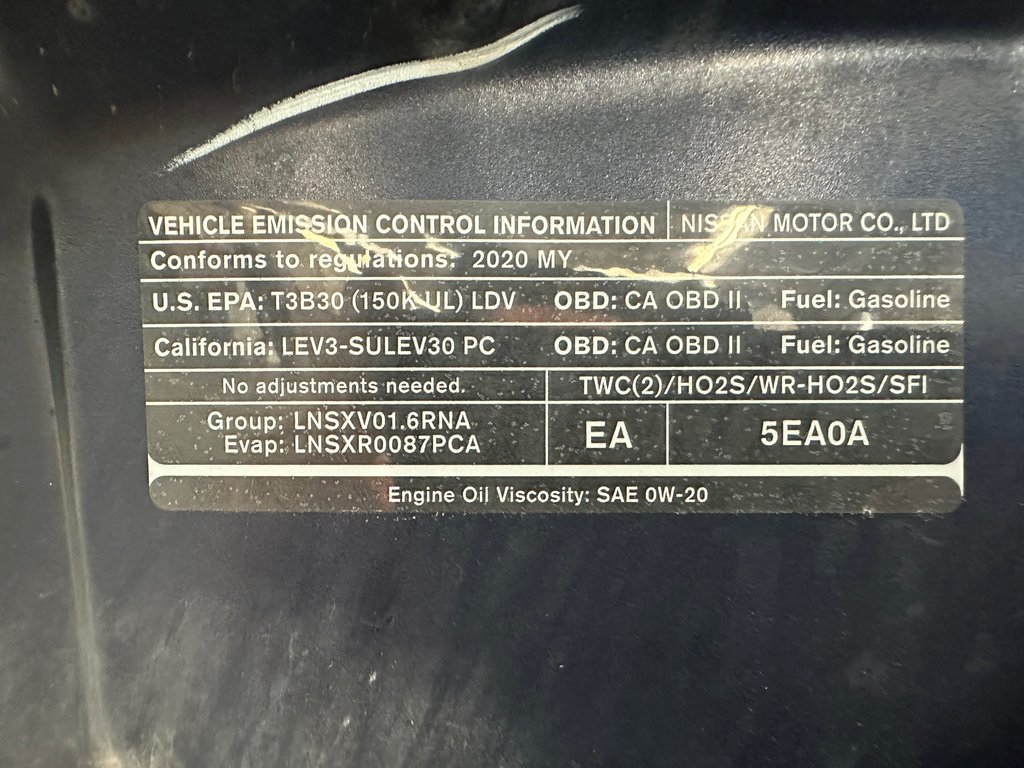 VEHICLE EMISSION CONTROL INFORMATION NISSAN MOTOR CO., LTD
Conforms to regulations: 2020 MY
U.S. EPA: T3B30 (150K UL) LDV OBD: CA OBD II Fuel: Gasoline
California: LEV3-SULEV30 PC OBD: CA OBD II Fuel: Gasoline
No adjustments needed. TWC(2)/HO2S/WR-HO2S/SFI
Group: LNSXV01.6RNA
Evap: LNSXR0087PCA
EA 5EA0A
Engine Oil Viscosity: SAE 0W-20